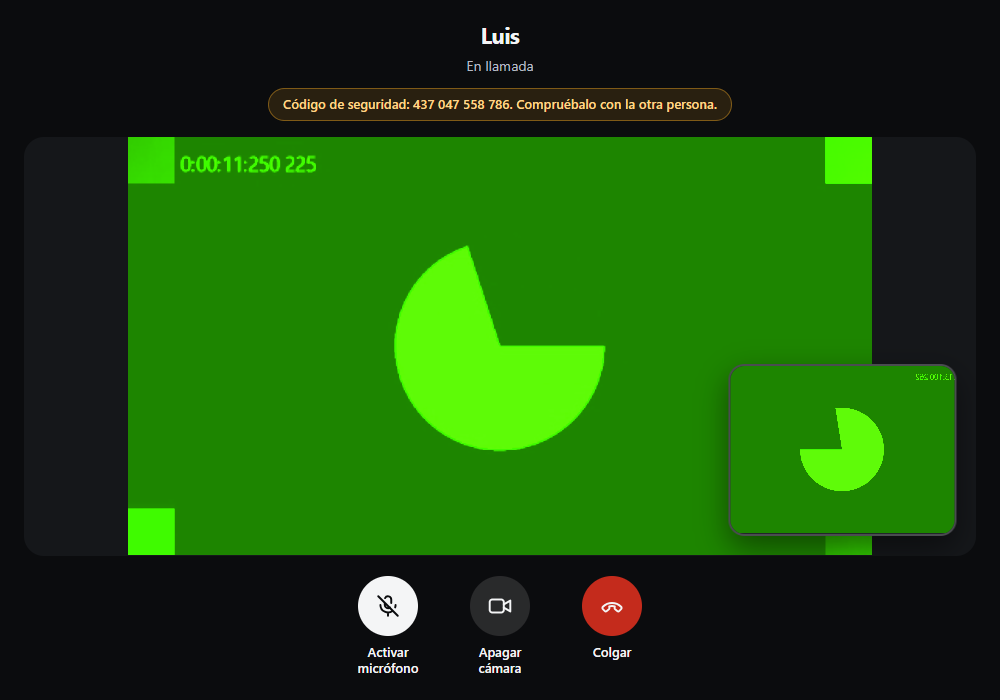 Luis
En llamada
Código de seguridad: 437 047 558 786. Compruébalo con la otra persona.
0:00:11:250 225
Activar
micrófono
Apagar
cámara
Colgar